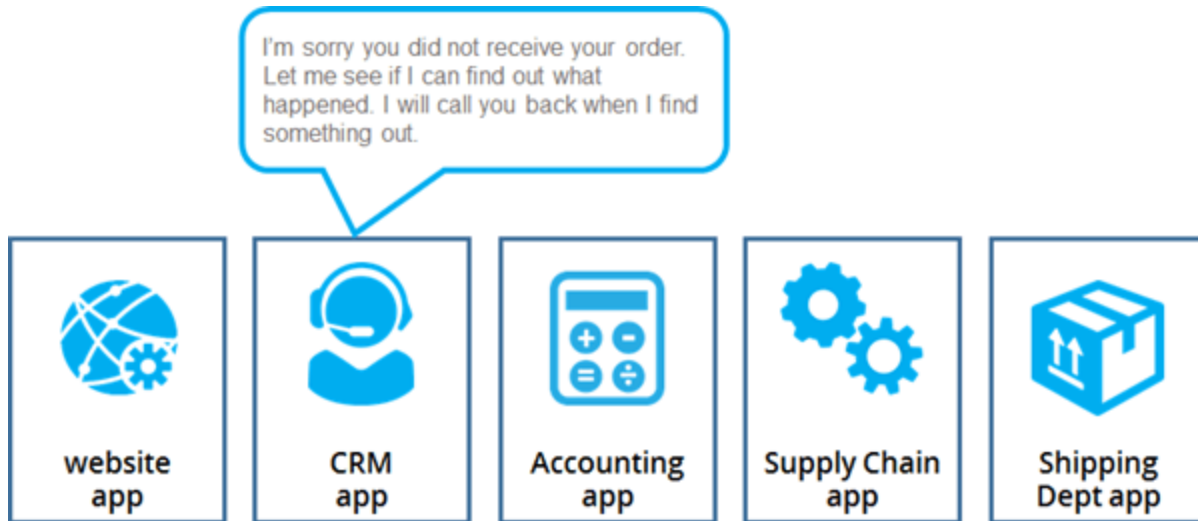 I'm sorry you did not receive your order.
Let me see if I can find out what
happened. I will call you back when I find
something out.
website
app
CRM
app
Accounting
app
Supply Chain
app
Shipping
Dept app